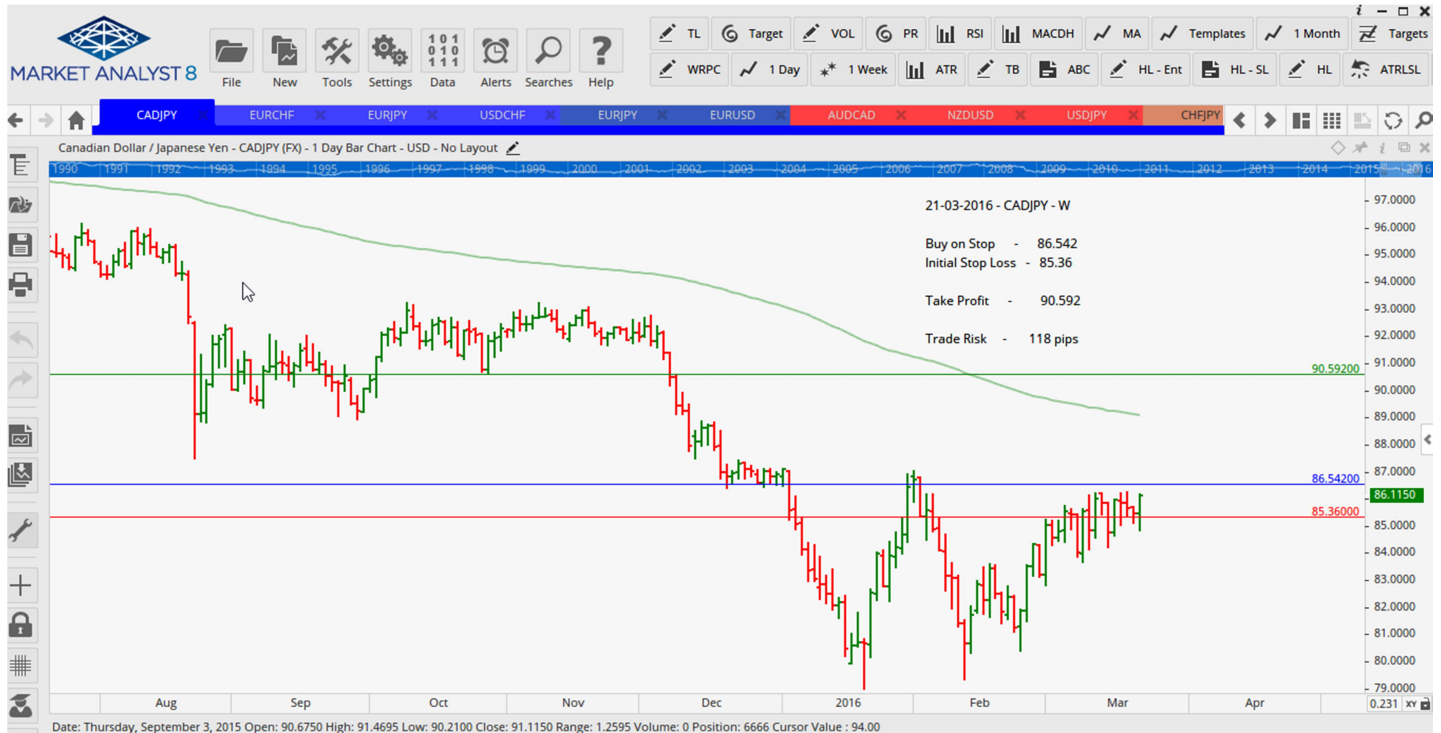 i
TL Target VOL PR RSI MACDH MA Templates 1 Month Targets
WRPC 1 Day 1 Week ATR TB ABC HL - Ent HL - SL HL ATRLSL
MARKET ANALYST 8
101
010
111
File New Tools Settings Data Alerts Searches Help
CADJPY EURCHF EURJPY USDCHF EURJPY EURUSD AUDCAD NZDUSD USDJPY CHFJPY
Canadian Dollar / Japanese Yen - CADJPY (FX) - 1 Day Bar Chart - USD - No Layout
1990 1991 1992 1993 1994 1995 1996 1997 1998 1999 2000 2001 2002 2003 2004 2005 2006 2007 2008 2009 2010 2011 2012 2013 2014 2015 2016
21-03-2016 - CADJPY - W
Buy on Stop - 86.542
Initial Stop Loss - 85.36
Take Profit - 90.592
Trade Risk - 118 pips
97.0000
96.0000
95.0000
94.0000
93.0000
92.0000
91.0000
90.59200
90.0000
89.0000
88.0000
87.0000
86.54200
86.1150
85.36000
85.0000
84.0000
83.0000
82.0000
81.0000
80.0000
79.0000
Aug Sep Oct Nov Dec 2016 Feb Mar Apr
0.231 XY
Date: Thursday, September 3, 2015 Open: 90.6750 High: 91.4695 Low: 90.2100 Close: 91.1150 Range: 1.2595 Volume: 0 Position: 6666 Cursor Value : 94.00